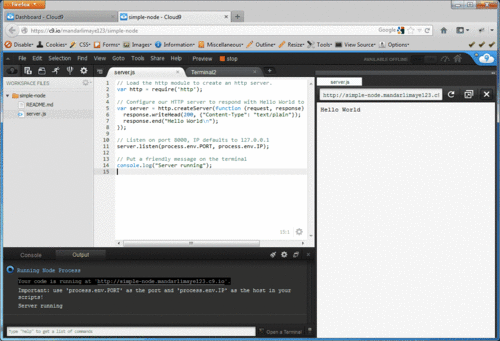 Firefox
Dashboard - Cloud9
simple-node - Cloud9
https://c9.io/mandarlimaye123/simple-node
Google
Disable
Cookies
CSS
Forms
Images
Information
Miscellaneous
Outline
Resize
Tools
View Source
Options
File Edit Selection Find View Goto Tools Window Help Preview stop
AVAILABLE OFFLINE
WORKSPACE FILES
server.js
Terminal2
server.js
simple-node
README.md
server.js
http://simple-node.mandarlimaye123.c9
1 // Load the http module to create an http server.
2 var http = require('http');
3
4 // Configure our HTTP server to respond with Hello World to
5 var server = http.createServer(function (request, response)
6 response.writeHead(200, {"Content-Type": "text/plain"});
7 response.end("Hello World\n");
8 });
9
10 // Listen on port 8000, IP defaults to 127.0.0.1
11 server.listen(process.env.PORT, process.env.IP);
12
13 // Put a friendly message on the terminal
14 console.log("Server running");
15
15:1
Hello World
Console
Output
Running Node Process
Your code is running at 'http://simple-node.mandarlimaye123.c9.io'.
Important: use 'process.env.PORT' as the port and 'process.env.IP' as the host in your
scripts!
Server running
type "help" to get a list of commands
Open a Terminal